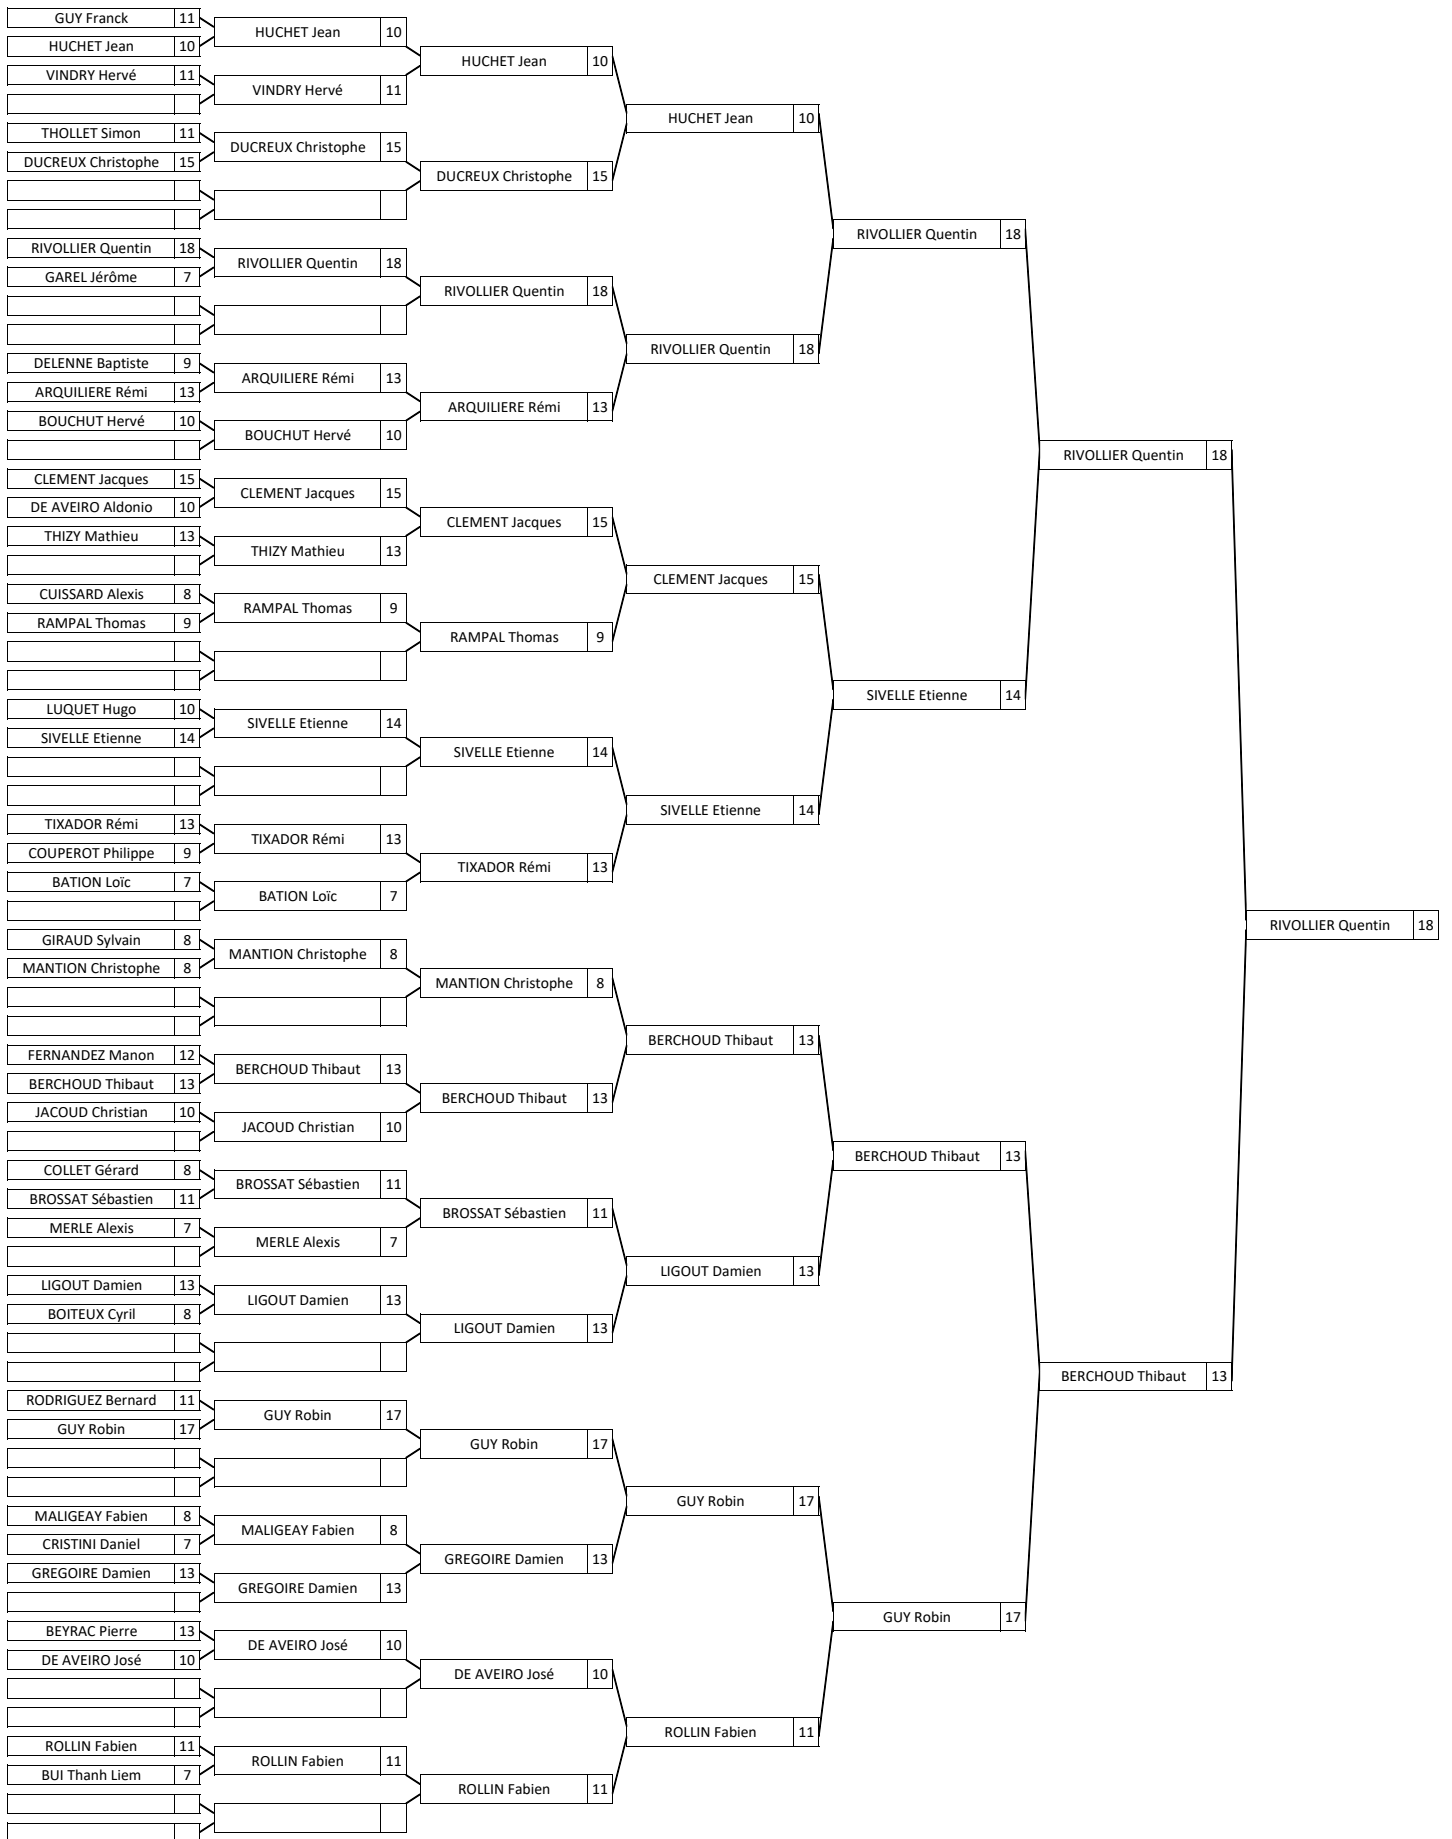 GUY Franck 11
HUCHET Jean 10
VINDRY Hervé 11
THOLLET Simon 11
DUCREUX Christophe 15
RIVOLLIER Quentin 18
GAREL Jérôme 7
DELENNE Baptiste 9
ARQUILIERE Rémi 13
BOUCHUT Hervé 10
CLEMENT Jacques 15
DE AVEIRO Aldonio 10
THIZY Mathieu 13
CUISSARD Alexis 8
RAMPAL Thomas 9
LUQUET Hugo 10
SIVELLE Etienne 14
TIXADOR Rémi 13
COUPEROT Philippe 9
BATION Loïc 7
GIRAUD Sylvain 8
MANTION Christophe 8
FERNANDEZ Manon 12
BERCHOUD Thibaut 13
JACOUD Christian 10
COLLET Gérard 8
BROSSAT Sébastien 11
MERLE Alexis 7
LIGOUT Damien 13
BOITEUX Cyril 8
RODRIGUEZ Bernard 11
GUY Robin 17
MALIGEAY Fabien 8
CRISTINI Daniel 7
GREGOIRE Damien 13
BEYRAC Pierre 13
DE AVEIRO José 10
ROLLIN Fabien 11
BUI Thanh Liem 7
HUCHET Jean 10
VINDRY Hervé 11
DUCREUX Christophe 15
RIVOLLIER Quentin 18
ARQUILIERE Rémi 13
BOUCHUT Hervé 10
CLEMENT Jacques 15
THIZY Mathieu 13
RAMPAL Thomas 9
SIVELLE Etienne 14
TIXADOR Rémi 13
BATION Loïc 7
MANTION Christophe 8
BERCHOUD Thibaut 13
JACOUD Christian 10
BROSSAT Sébastien 11
MERLE Alexis 7
LIGOUT Damien 13
GUY Robin 17
MALIGEAY Fabien 8
GREGOIRE Damien 13
DE AVEIRO José 10
ROLLIN Fabien 11
HUCHET Jean 10
DUCREUX Christophe 15
RIVOLLIER Quentin 18
ARQUILIERE Rémi 13
CLEMENT Jacques 15
RAMPAL Thomas 9
SIVELLE Etienne 14
TIXADOR Rémi 13
MANTION Christophe 8
BERCHOUD Thibaut 13
BROSSAT Sébastien 11
LIGOUT Damien 13
GUY Robin 17
GREGOIRE Damien 13
DE AVEIRO José 10
ROLLIN Fabien 11
HUCHET Jean 10
RIVOLLIER Quentin 18
CLEMENT Jacques 15
SIVELLE Etienne 14
BERCHOUD Thibaut 13
LIGOUT Damien 13
GUY Robin 17
ROLLIN Fabien 11
RIVOLLIER Quentin 18
SIVELLE Etienne 14
BERCHOUD Thibaut 13
GUY Robin 17
RIVOLLIER Quentin 18
BERCHOUD Thibaut 13
RIVOLLIER Quentin 18